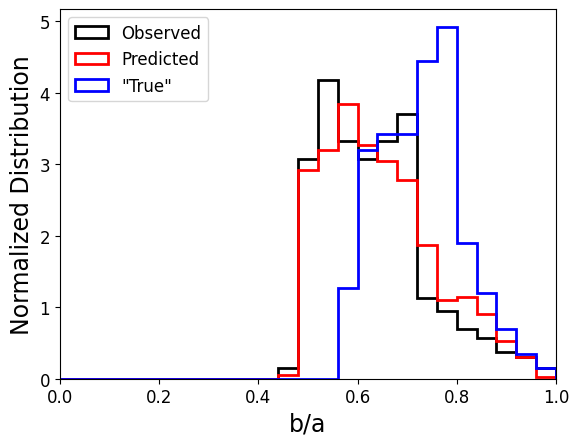 Observed
Predicted
"True"
Normalized Distribution
5
4
3
2
1
0
0.0 0.2 0.4 0.6 0.8 1.0
b/a